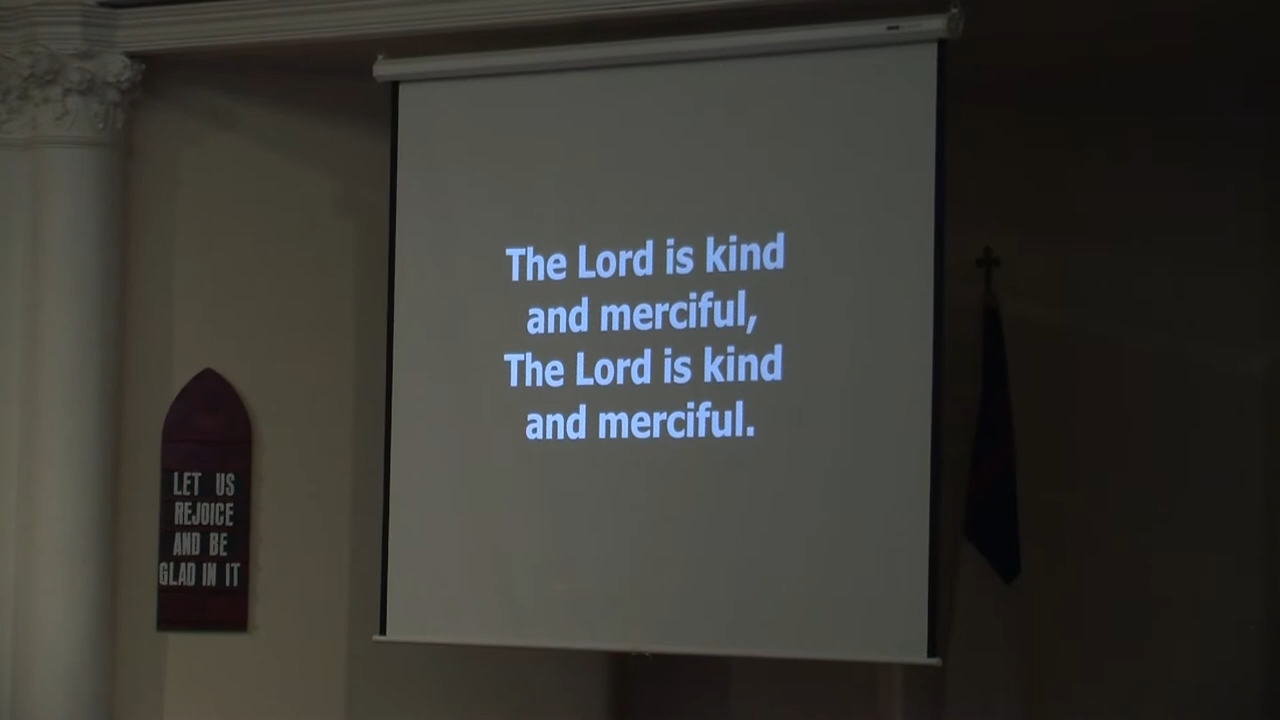 The Lord is kind
and merciful,
The Lord is kind
and merciful.
LET US
REJOICE
AND BE
GLAD IN IT